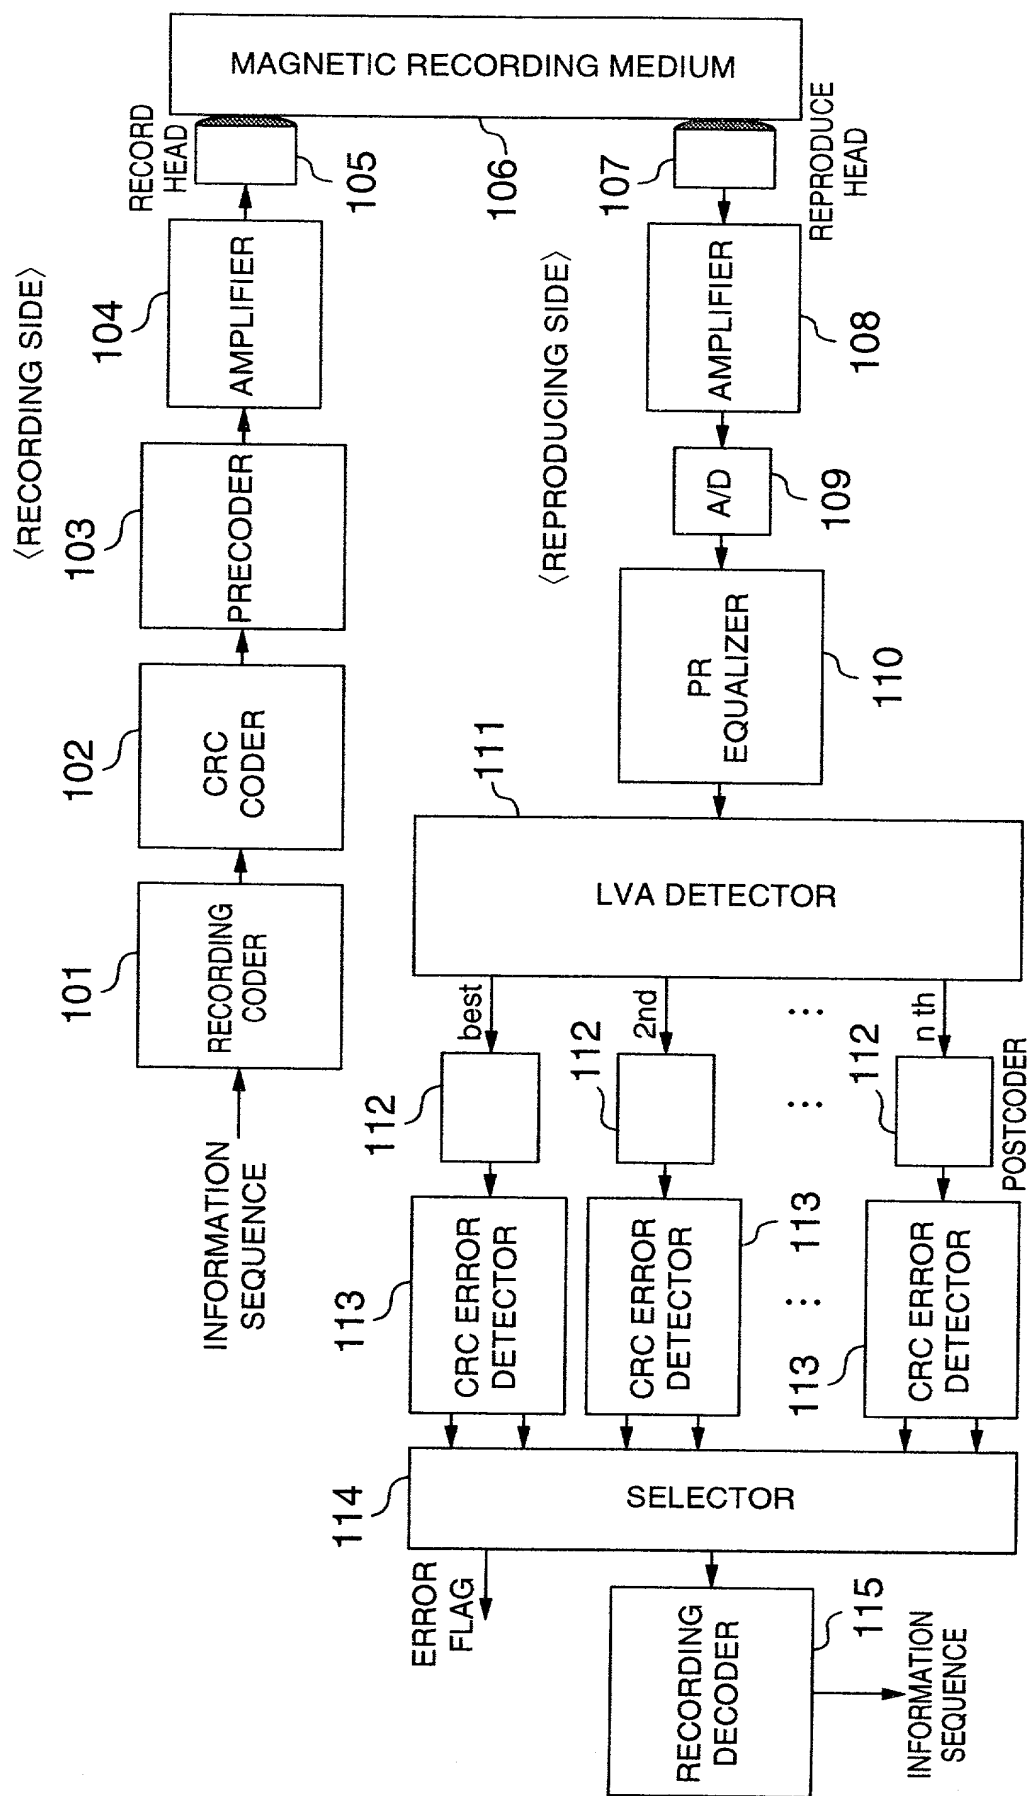 〈RECORDING SIDE〉
101
RECORDING
CODER
102
CRC
CODER
103
PRECODER
104
AMPLIFIER
RECORD
HEAD
105
MAGNETIC RECORDING MEDIUM
106
INFORMATION
SEQUENCE
〈REPRODUCING SIDE〉
107
REPRODUCE
HEAD
AMPLIFIER
108
A/D
109
PR
EQUALIZER
110
111
LVA DETECTOR
best
2nd
n th
...
112
112
112
...
POSTCODER
CRC ERROR
DETECTOR
113
CRC ERROR
DETECTOR
113
...
CRC ERROR
DETECTOR
113
114
SELECTOR
ERROR
FLAG
RECORDING
DECODER
115
INFORMATION
SEQUENCE